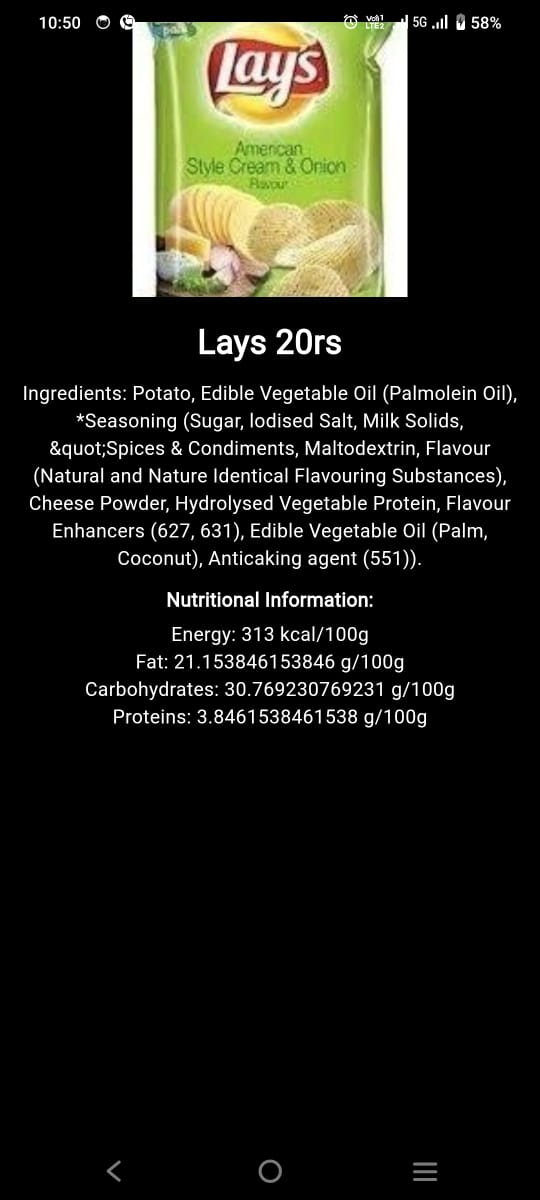 10:50
5G
58%
Lay's
American
Style Cream & Onion
Flavour
Lays 20rs
Ingredients: Potato, Edible Vegetable Oil (Palmolein Oil),
*Seasoning (Sugar, Iodised Salt, Milk Solids,
&quot;Spices & Condiments, Maltodextrin, Flavour
(Natural and Nature Identical Flavouring Substances),
Cheese Powder, Hydrolysed Vegetable Protein, Flavour
Enhancers (627, 631), Edible Vegetable Oil (Palm,
Coconut), Anticaking agent (551)).
Nutritional Information:
Energy: 313 kcal/100g
Fat: 21.153846153846 g/100g
Carbohydrates: 30.769230769231 g/100g
Proteins: 3.8461538461538 g/100g